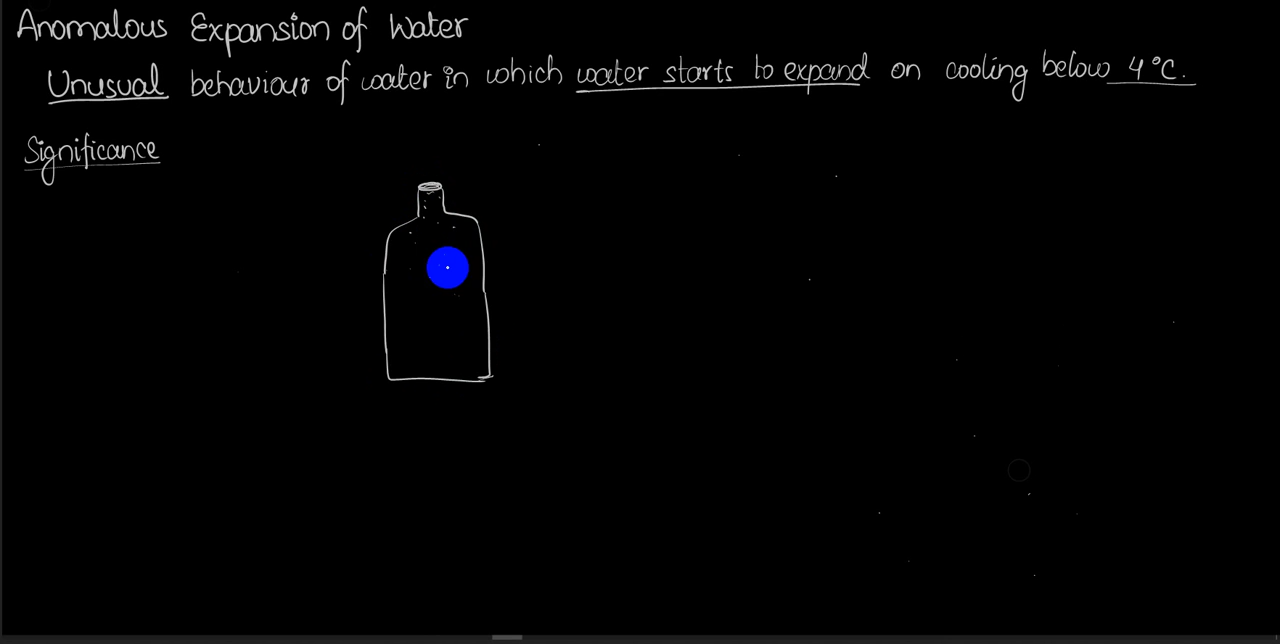 Anomalous Expansion of Water
Unusual behaviour of water in which water starts to expand on cooling below 4°C.
Significance